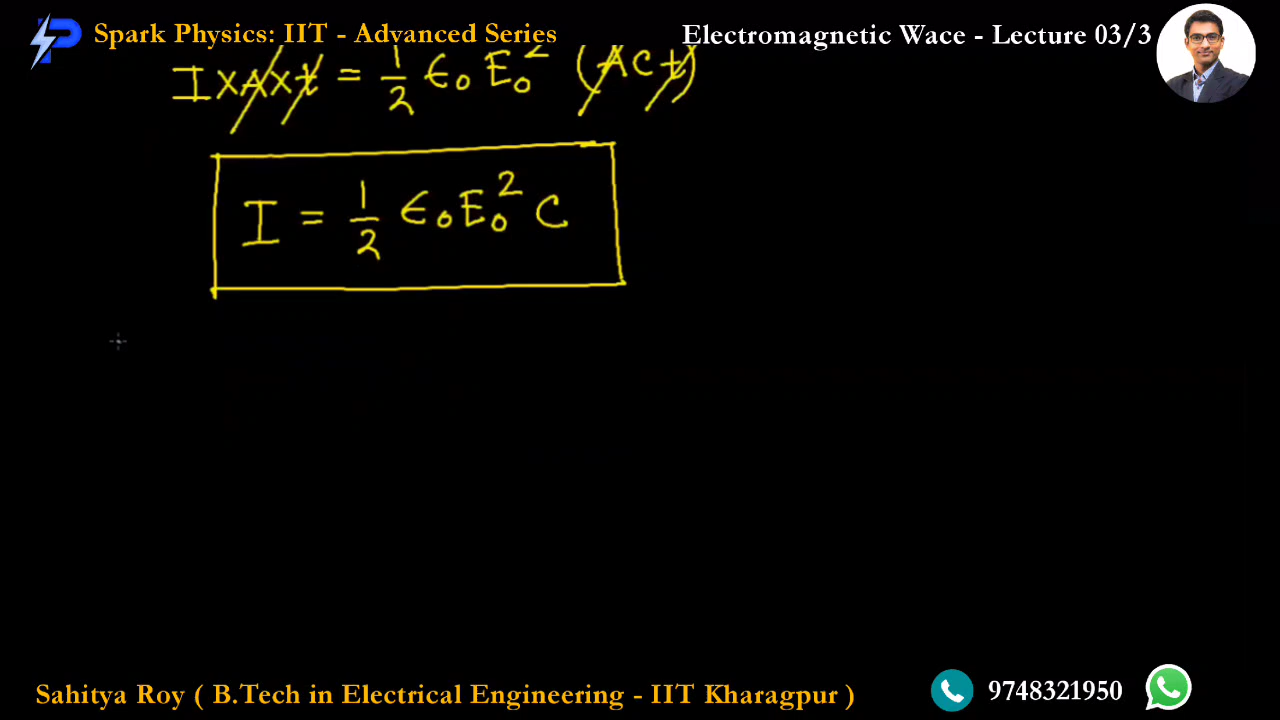 Spark Physics: IIT - Advanced Series
Electromagnetic Wace - Lecture 03/3
I×A×t = 1/2 ε₀ E₀² (A C t)
I = 1/2 ε₀ E₀² C
Sahitya Roy ( B.Tech in Electrical Engineering - IIT Kharagpur )
9748321950